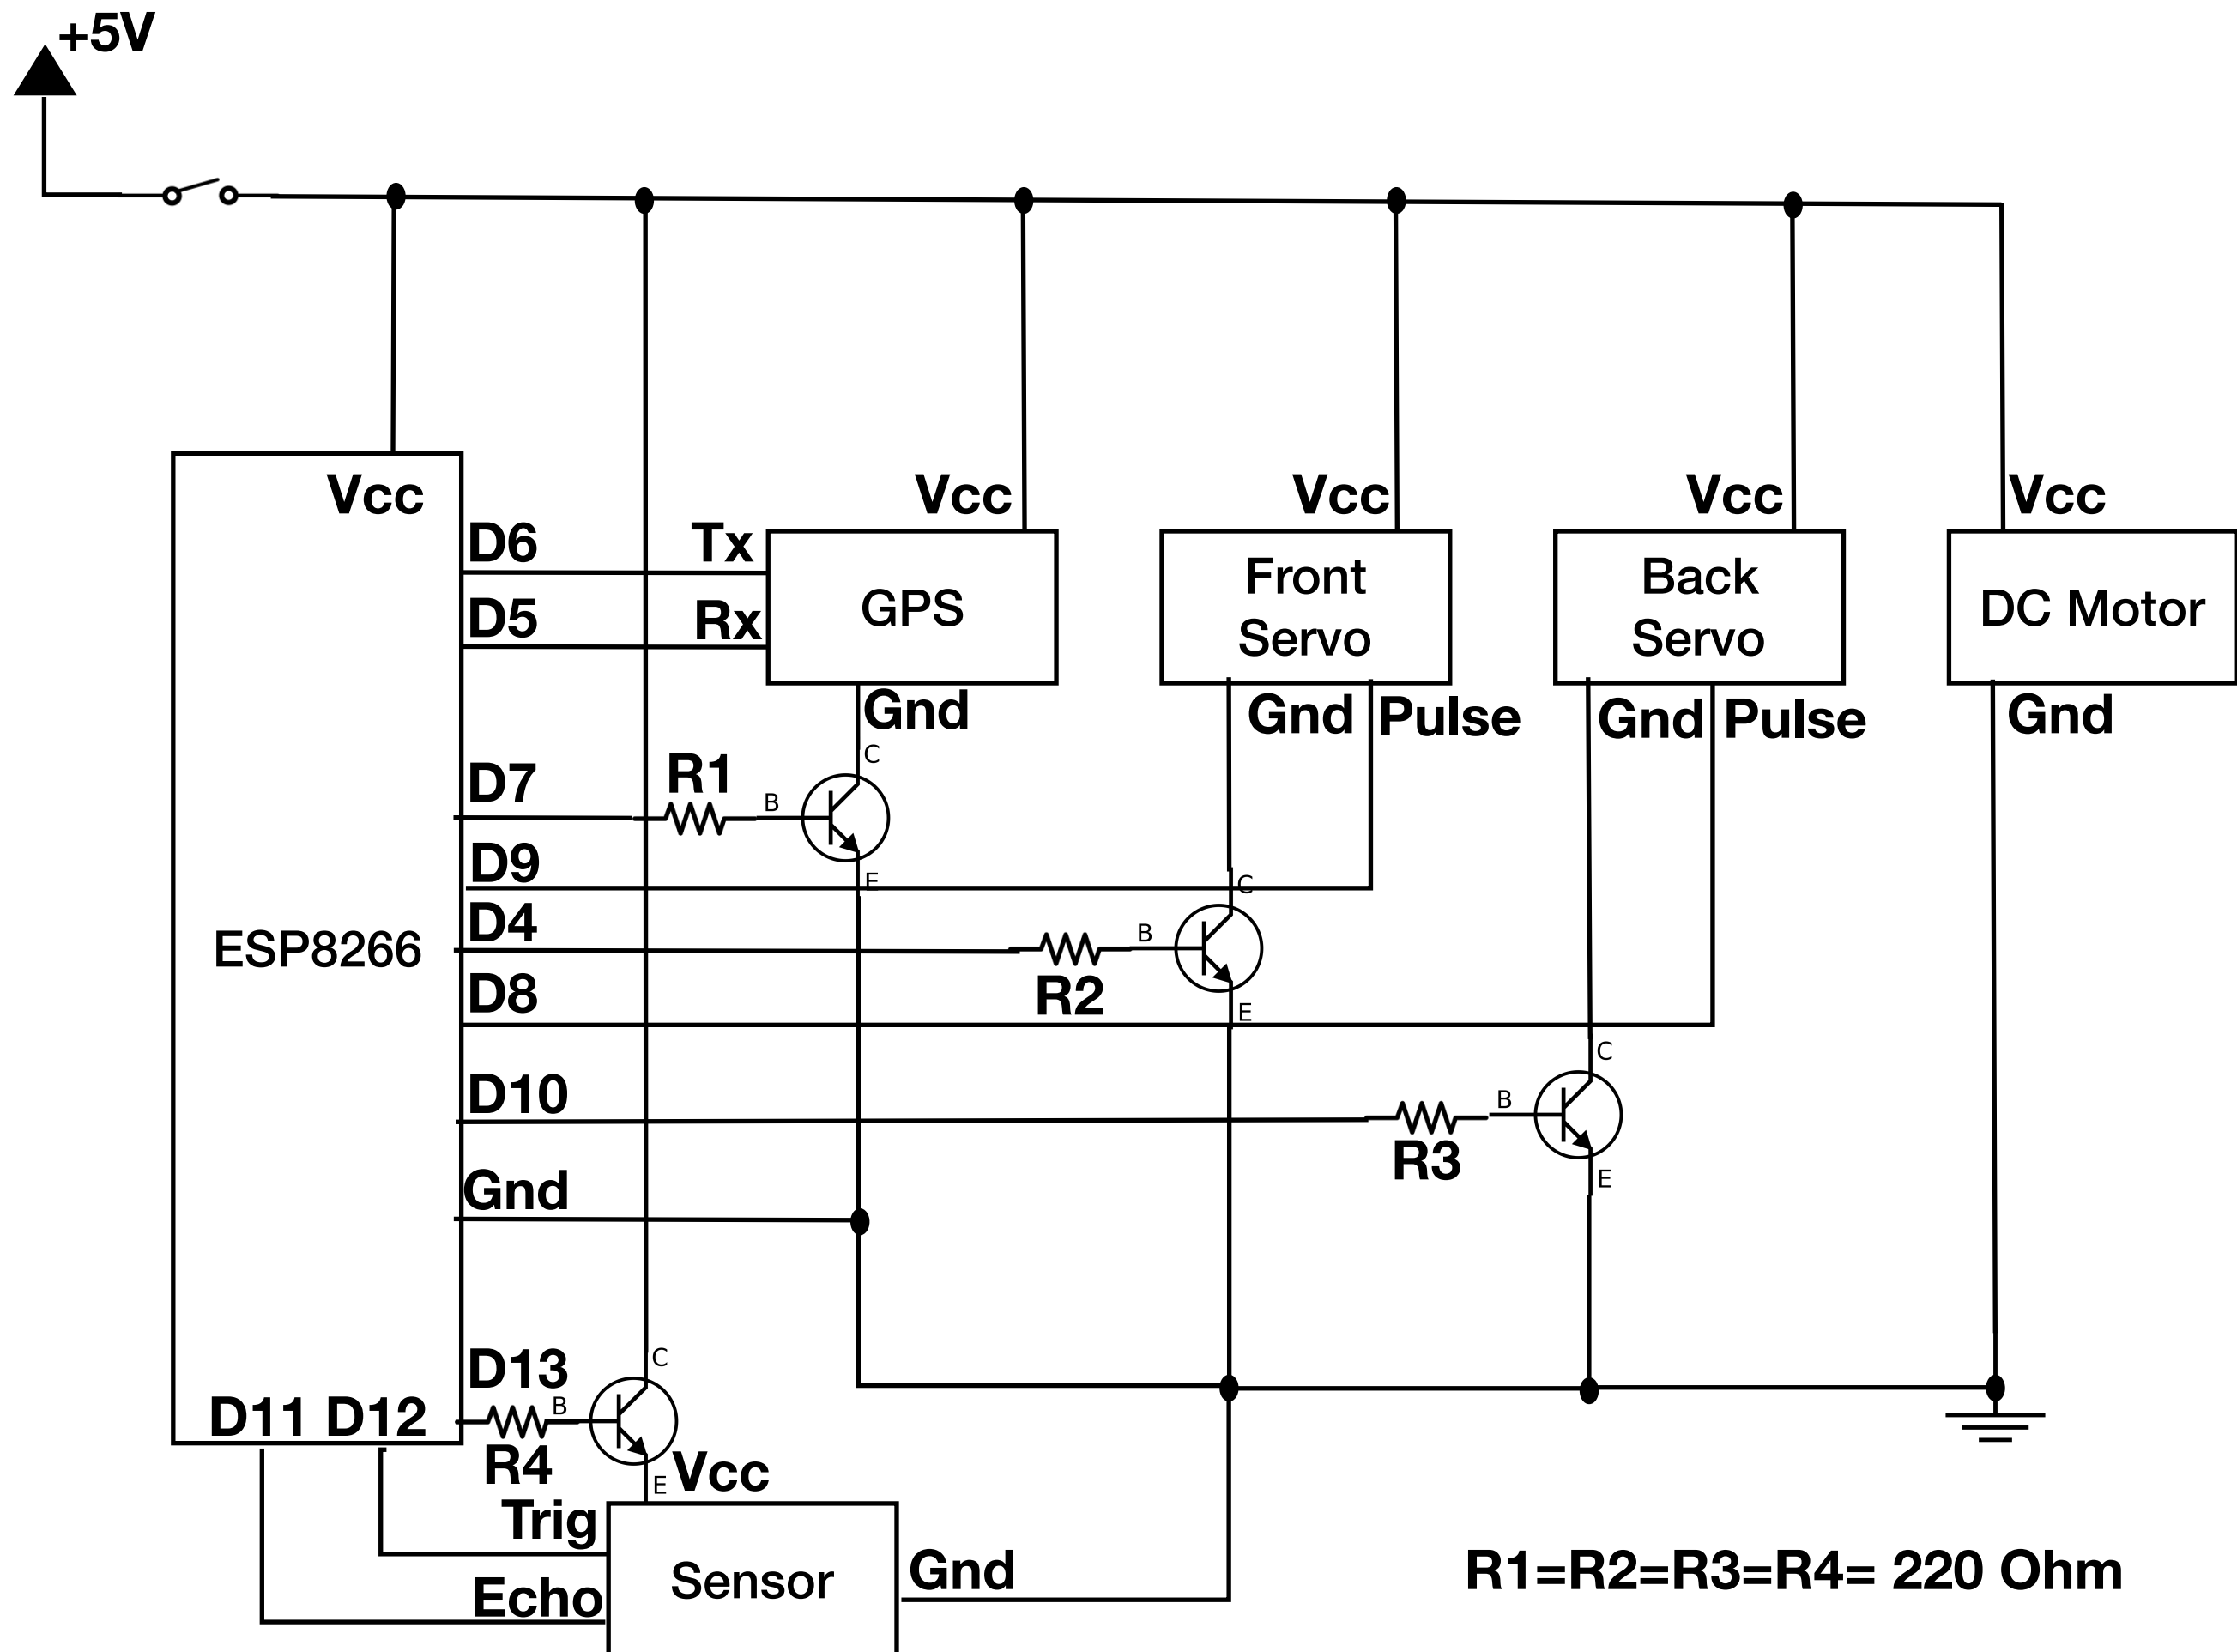 +5V
Vcc
Vcc
Vcc
Vcc
Vcc
D6
Tx
Front
Back
GPS
DC Motor
D5
Rx
Servo
Servo
Gnd
Gnd
Pulse
Gnd
Pulse
Gnd
C
D7
R1
B
D9
E
C
D4
B
ESP8266
D8
R2
E
C
D10
B
R3
E
Gnd
D13
C
D11
D12
B
R4
E
Vcc
Trig
Sensor
Gnd
R1=R2=R3=R4= 220 Ohm
Echo